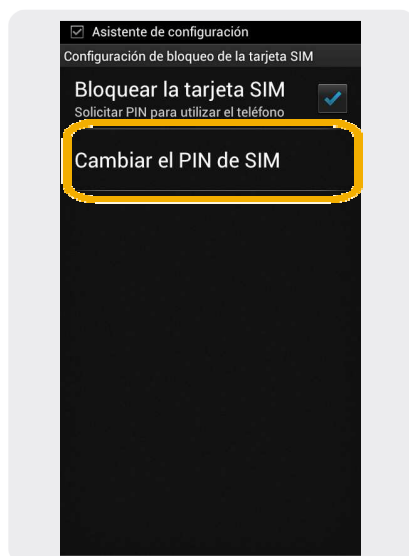 Asistente de configuración
Configuración de bloqueo de la tarjeta SIM
Bloquear la tarjeta SIM
Solicitar PIN para utilizar el teléfono
Cambiar el PIN de SIM